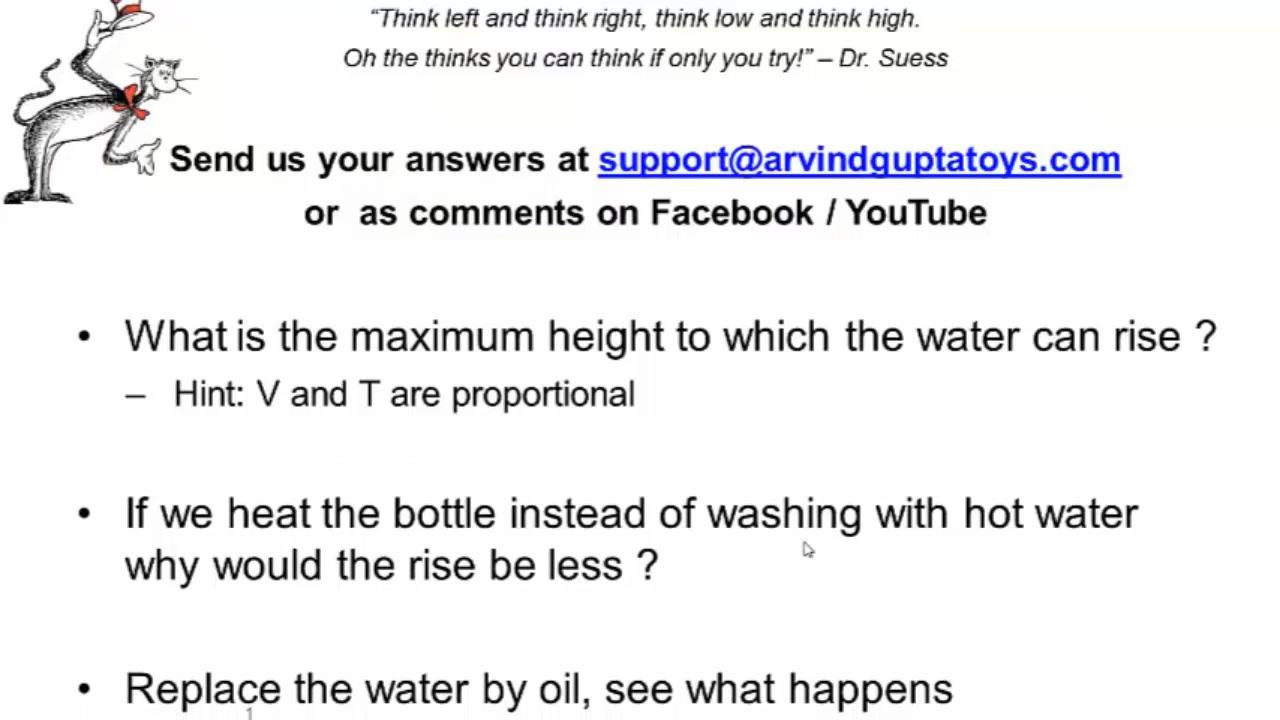 “Think left and think right, think low and think high.
Oh the thinks you can think if only you try!” – Dr. Suess
Send us your answers at support@arvindguptatoys.com
or as comments on Facebook / YouTube
• What is the maximum height to which the water can rise ?
– Hint: V and T are proportional
• If we heat the bottle instead of washing with hot water
why would the rise be less ?
• Replace the water by oil, see what happens
1